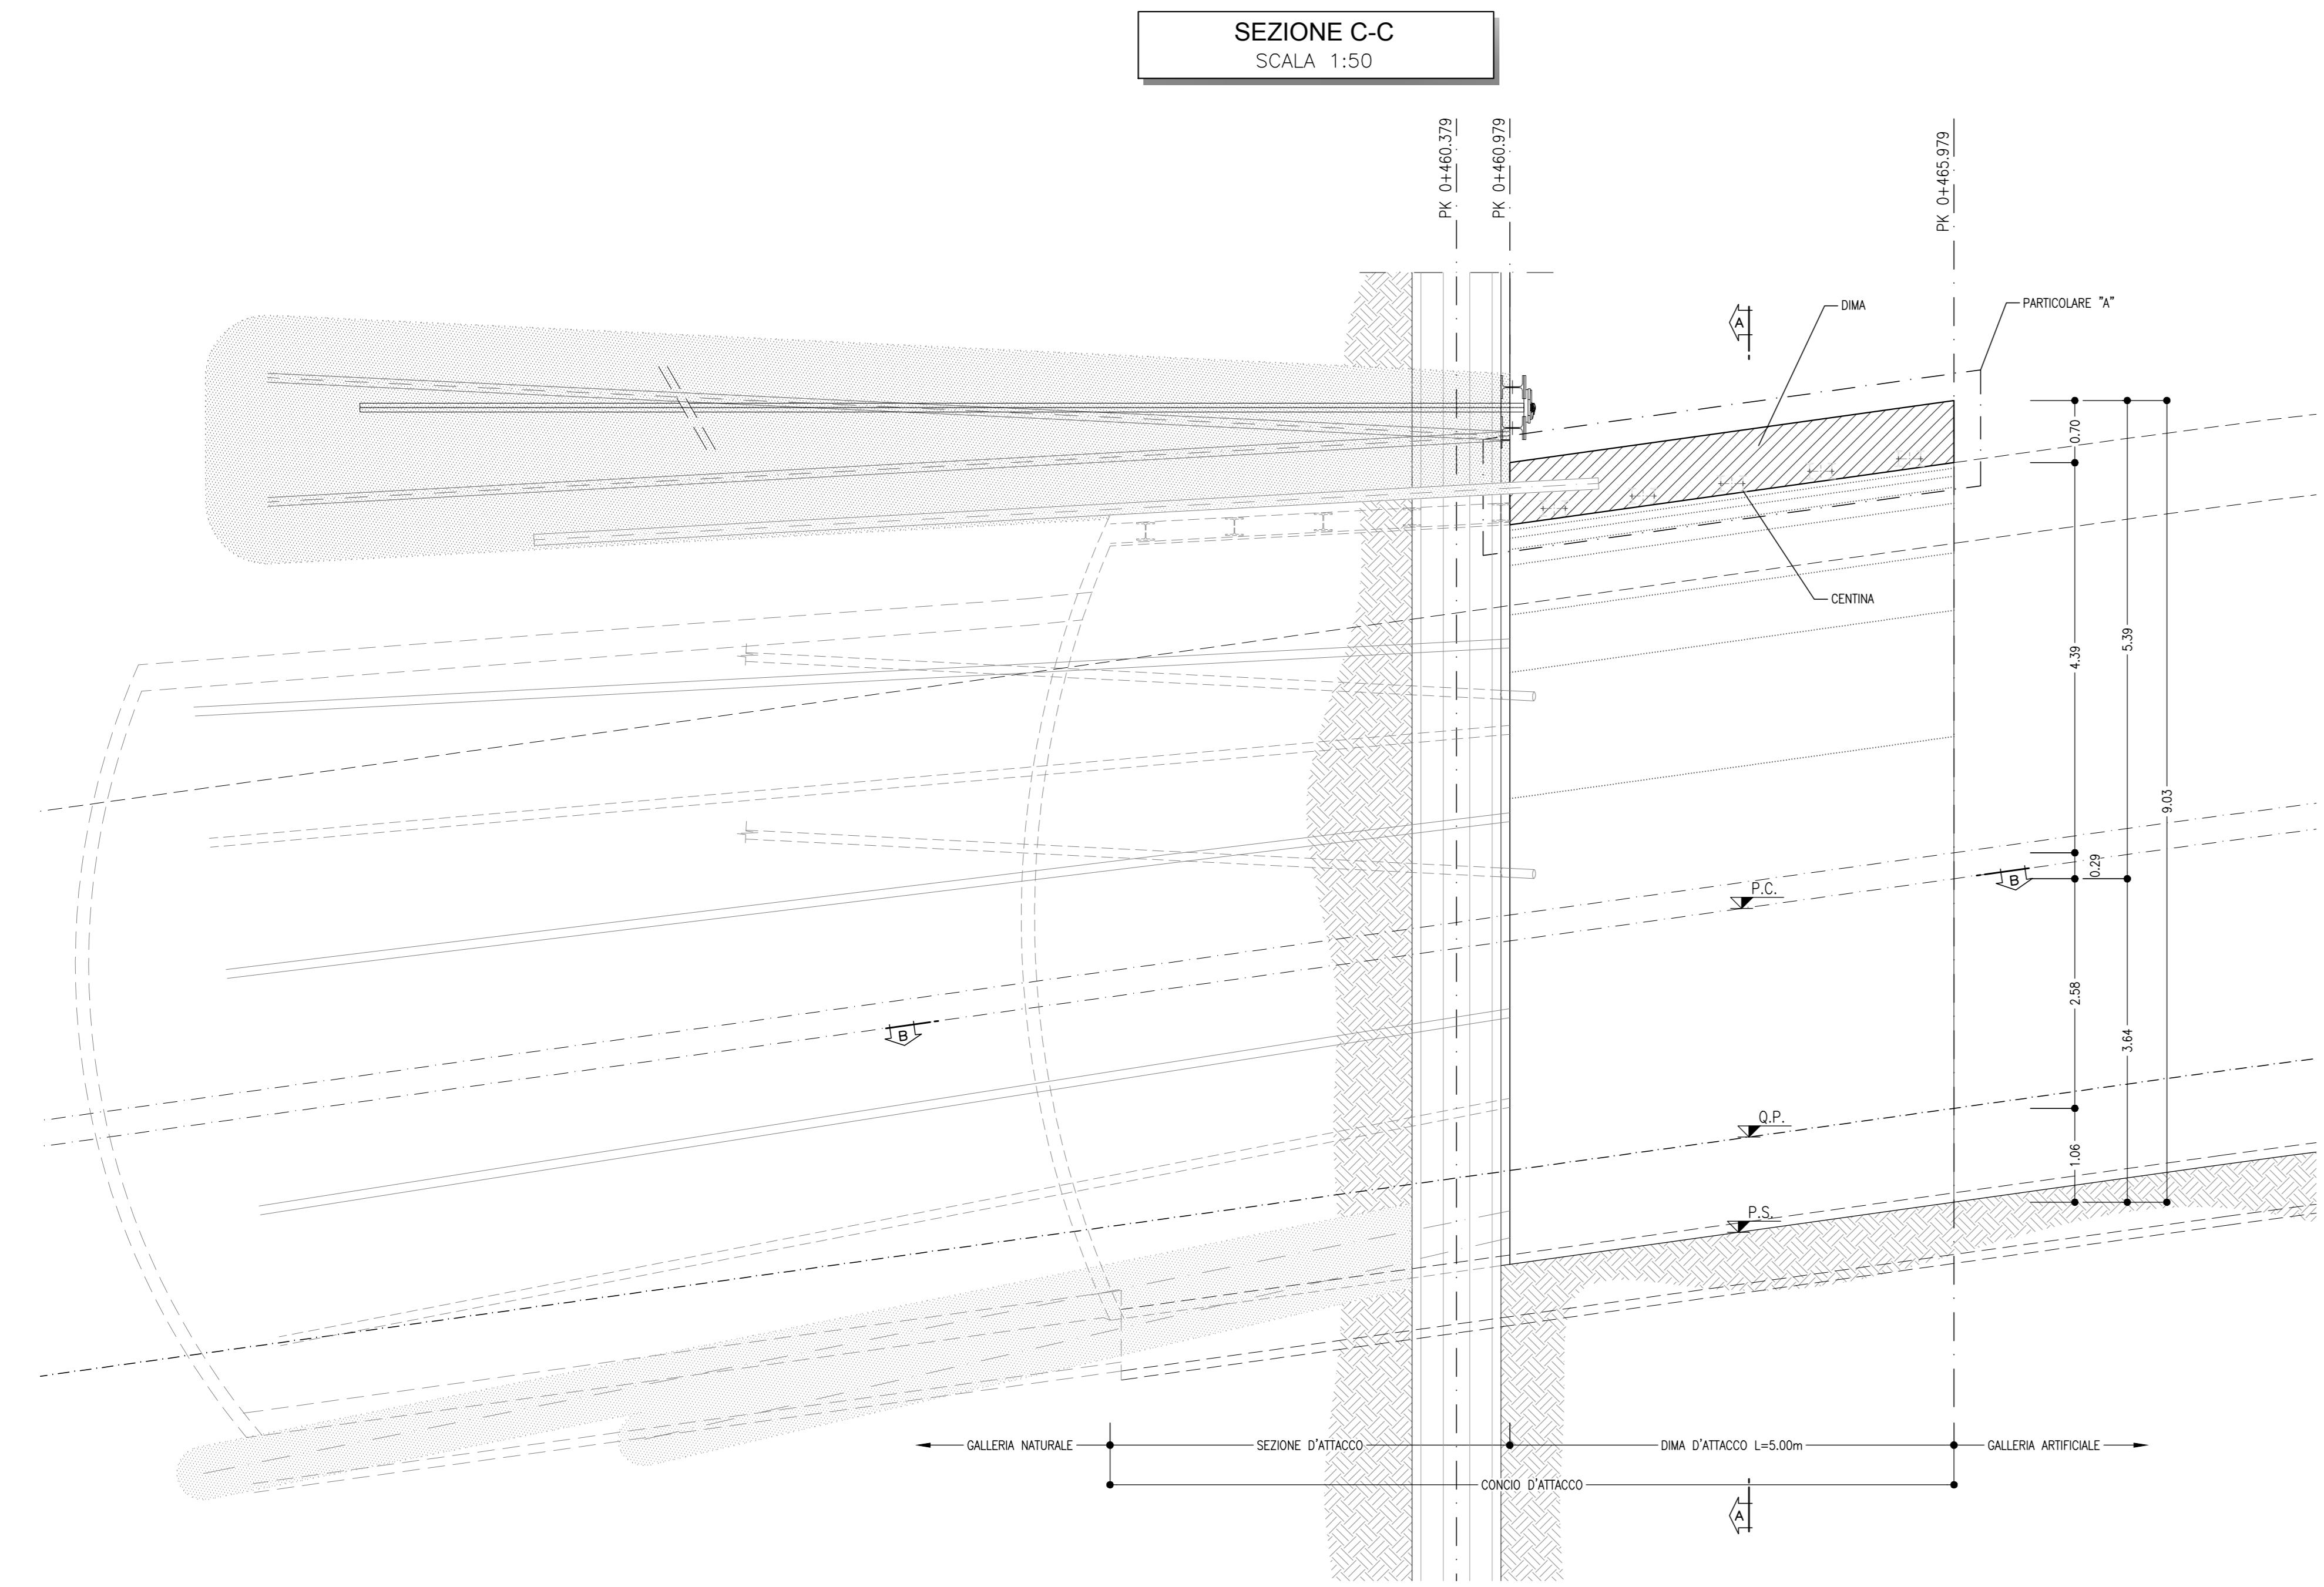 SEZIONE C-C
SCALA 1:50
PK 0+460.379
PK 0+460.979
PK 0+465.979
A
DIMA
PARTICOLARE "A"
0.70
CENTINA
4.39
5.39
9.03
0.29
B
P.C.
2.58
B
3.64
Q.P.
1.06
P.S.
GALLERIA NATURALE
SEZIONE D'ATTACCO
DIMA D'ATTACCO L=5.00m
GALLERIA ARTIFICIALE
CONCIO D'ATTACCO
A